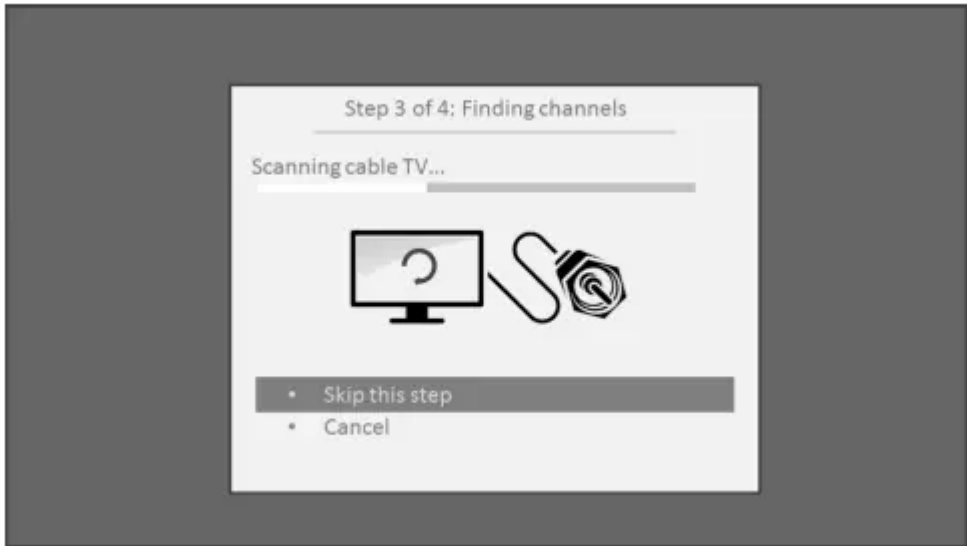 Step 3 of 4: Finding channels
Scanning cable TV...
• Skip this step
• Cancel